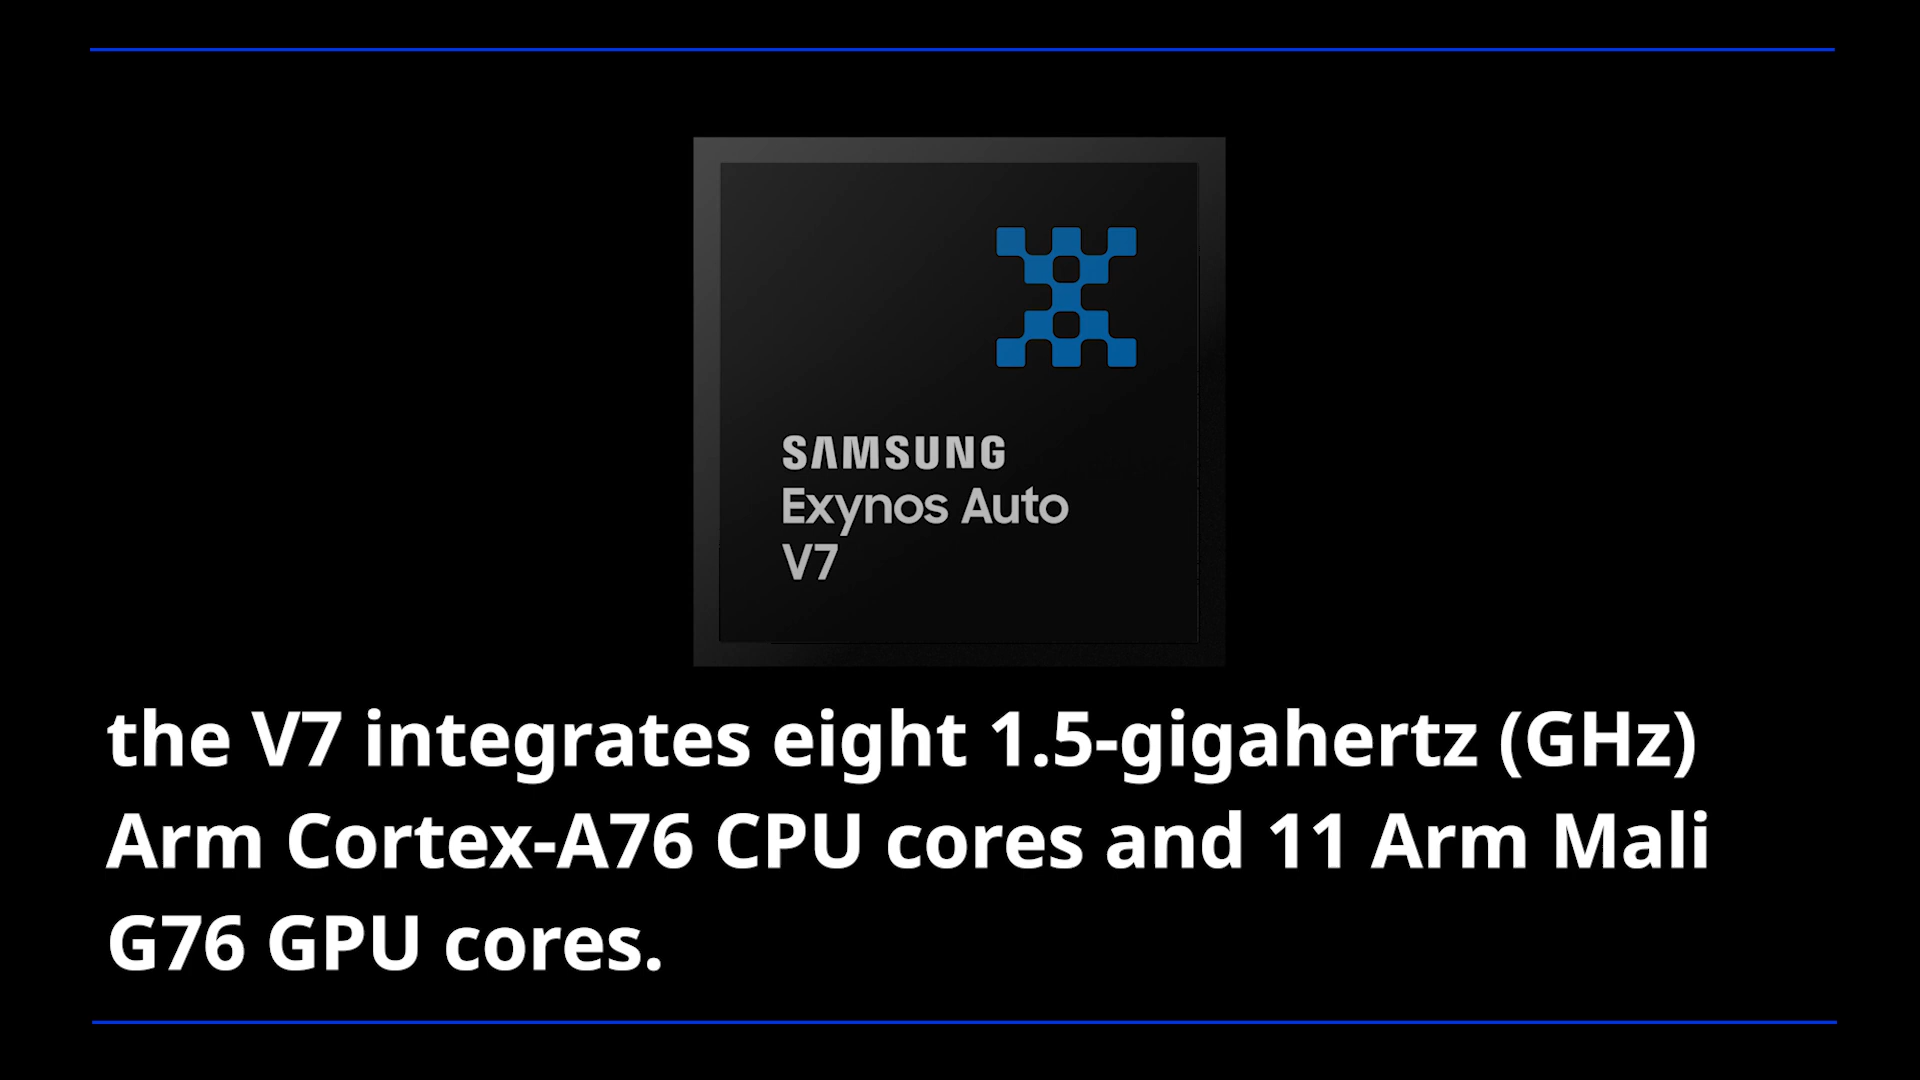 SAMSUNG
Exynos Auto
V7
the V7 integrates eight 1.5-gigahertz (GHz)
Arm Cortex-A76 CPU cores and 11 Arm Mali
G76 GPU cores.